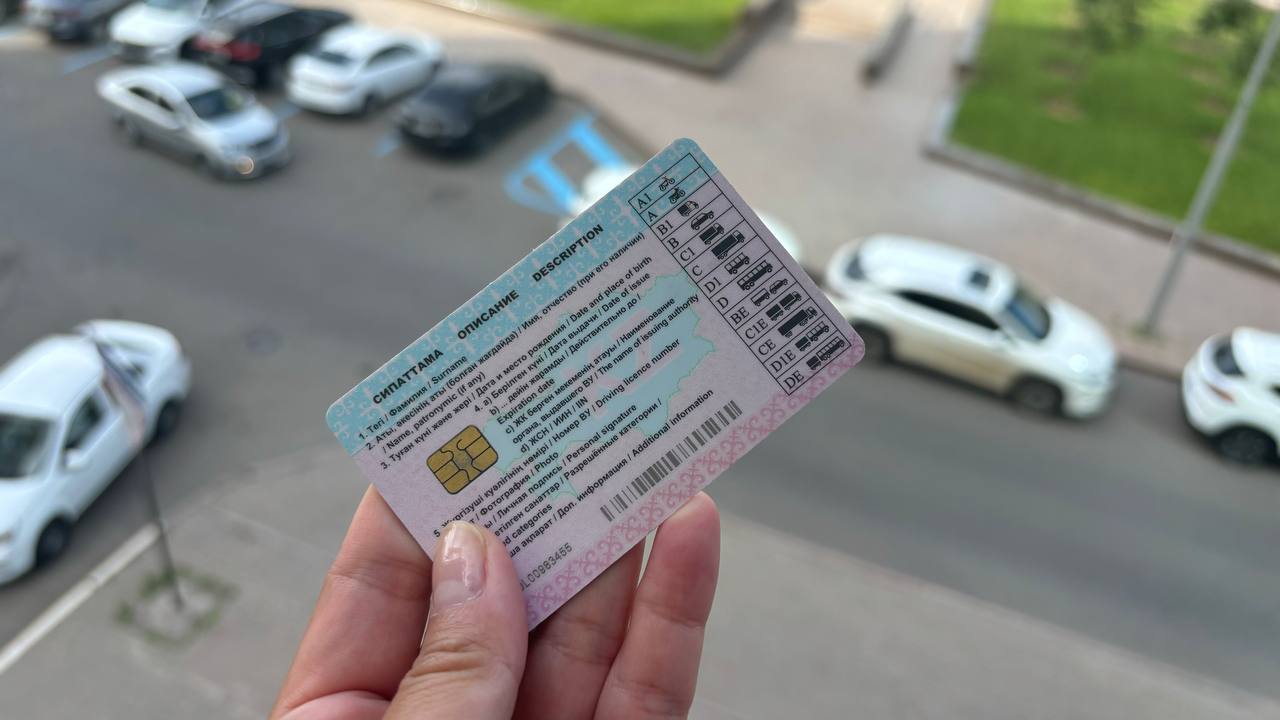 СИПАТТАМА ОПИСАНИЕ DESCRIPTION
1. Тегі / Фамилия / Surname
2. Аты, әкесінің аты (болған жағдайда) / Имя, отчество (при его наличии)
/ Name, patronymic (if any)
3. Туған күні және жері / Дата и место рождения / Date and place of birth
4. a) Берілген күні / Дата выдачи / Date of issue
b) ...дейін жарамды / Действительно до /
Expiration date
c) ЖК берген мекеменің атауы / Наименование
органа, выдавшего ВУ / The name of issuing authority
d) ЖСН / ИИН / IIN
5. жүргізуші куәлігінің нөмірі / Номер ВУ / Driving licence number
/ Фотография / Photo
/ Личная подпись / Personal signature
санаттар / Разрешённые категории /
categories
ақпарат / Доп. информация / Additional information
00983455
A1
A
B1
B
C1
C
D1
D
BE
C1E
CE
D1E
DE